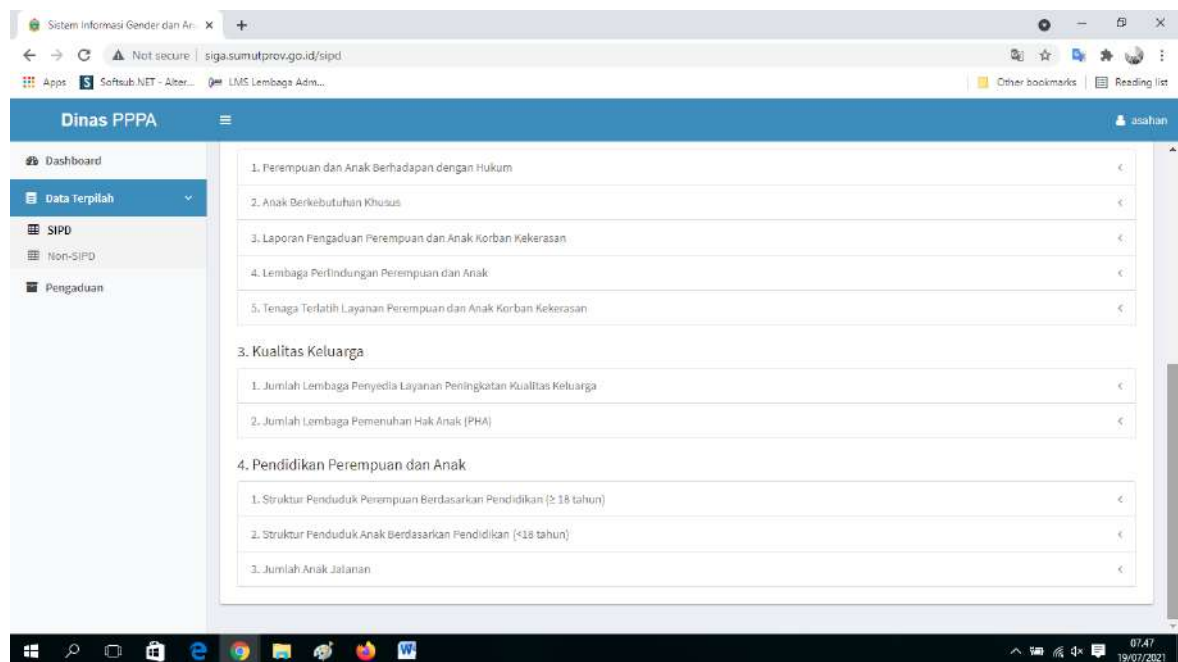 Sistem Informasi Gender dan An
Not secure siga.sumutprov.go.id/sipd
Apps Softsub.NET - Alter... LMS Lembaga Adm... Other bookmarks Reading list
Dinas PPPA asahan
Dashboard
Data Terpilah
SIPD
Non-SIPD
Pengaduan
1. Perempuan dan Anak Berhadapan dengan Hukum
2. Anak Berkebutuhan Khusus
3. Laporan Pengaduan Perempuan dan Anak Korban Kekerasan
4. Lembaga Perlindungan Perempuan dan Anak
5. Tenaga Terlatih Layanan Perempuan dan Anak Korban Kekerasan
3. Kualitas Keluarga
1. Jumlah Lembaga Penyedia Layanan Peningkatan Kualitas Keluarga
2. Jumlah Lembaga Pemenuhan Hak Anak (PHA)
4. Pendidikan Perempuan dan Anak
1. Struktur Penduduk Perempuan Berdasarkan Pendidikan (≥ 18 tahun)
2. Struktur Penduduk Anak Berdasarkan Pendidikan (<18 tahun)
3. Jumlah Anak Jalanan
07.47
19/07/2021